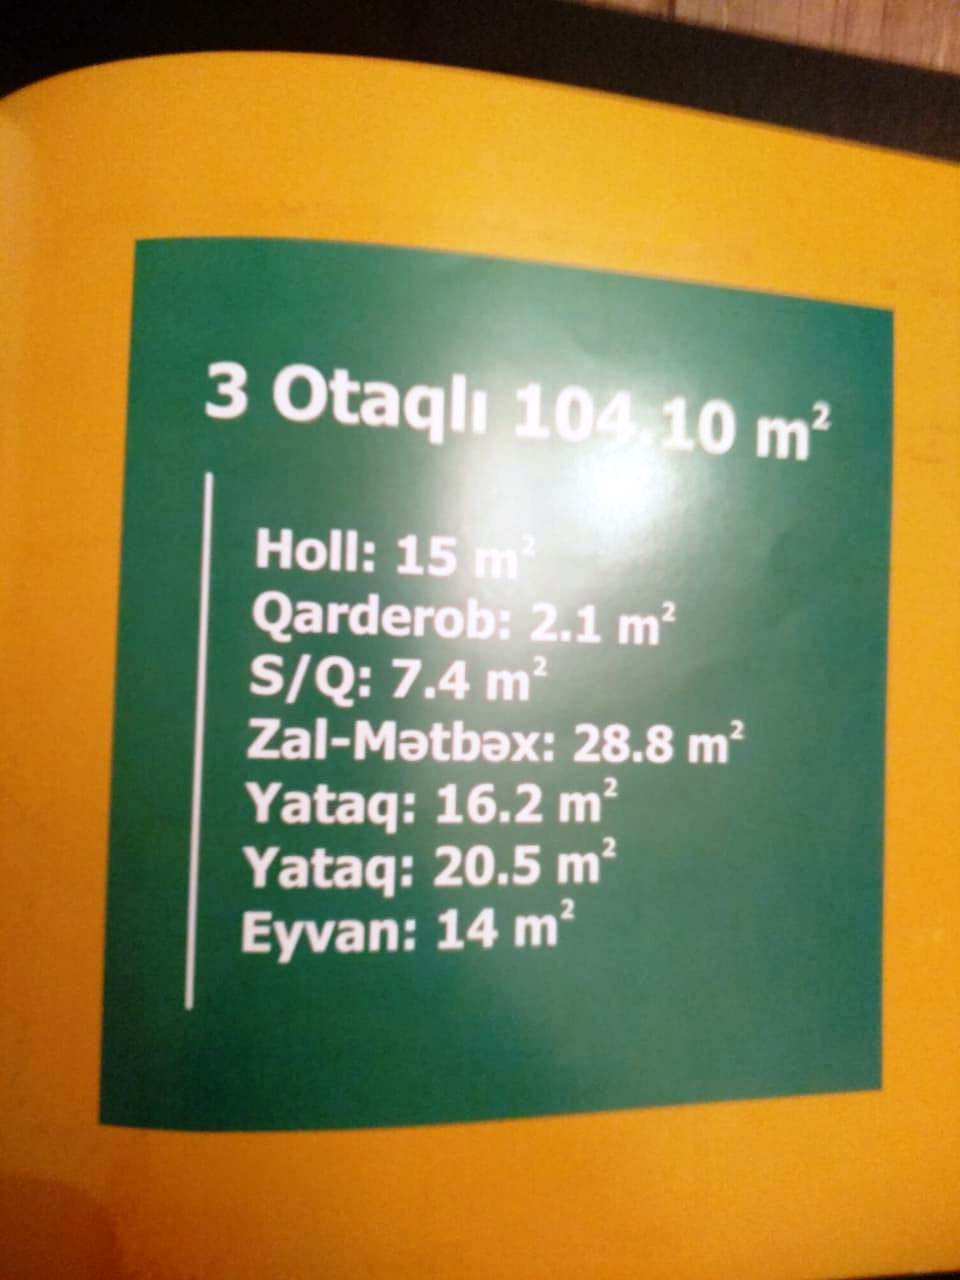 3 Otaqlı 104.10 m²
Holl: 15 m²
Qarderob: 2.1 m²
S/Q: 7.4 m²
Zal-Mətbəx: 28.8 m²
Yataq: 16.2 m²
Yataq: 20.5 m²
Eyvan: 14 m²